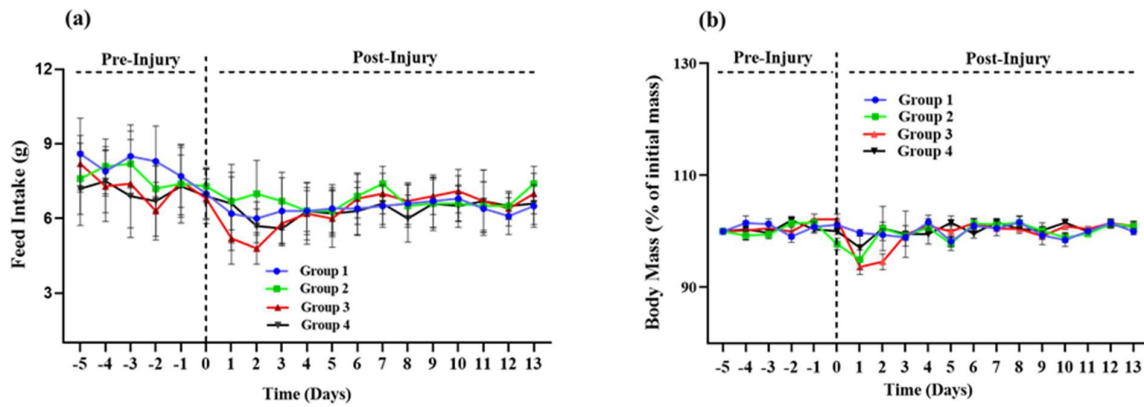 (a)
Pre-Injury Post-Injury
12
9
6
3
Feed Intake (g)
Group 1
Group 2
Group 3
Group 4
-5 -4 -3 -2 -1 0 1 2 3 4 5 6 7 8 9 10 11 12 13
Time (Days)
(b)
Pre-Injury Post-Injury
130
110
90
Body Mass (% of initial mass)
Group 1
Group 2
Group 3
Group 4
-5 -4 -3 -2 -1 0 1 2 3 4 5 6 7 8 9 10 11 12 13
Time (Days)